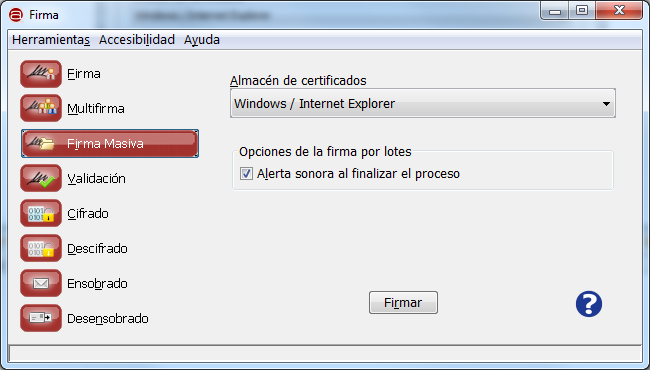 Firma
Herramientas Accesibilidad Ayuda
Firma
Multifirma
Firma Masiva
Validación
Cifrado
Descifrado
Ensobrado
Desensobrado
Almacén de certificados
Windows / Internet Explorer
Opciones de la firma por lotes
Alerta sonora al finalizar el proceso
Firmar